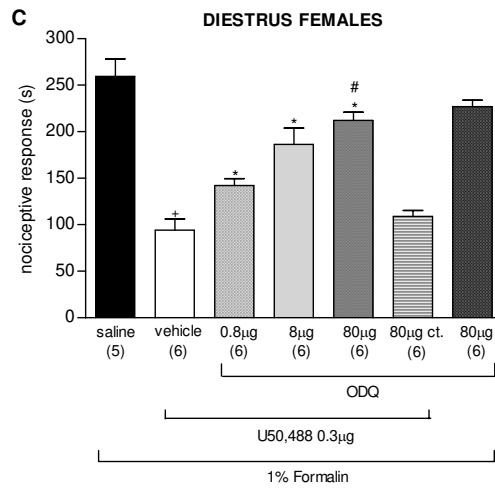 C
DIESTRUS FEMALES
nociceptive response (s)
300
250
200
150
100
50
0
+
*
*
#
*
saline vehicle 0.8µg 8µg 80µg 80µg ct. 80µg
(5) (6) (6) (6) (6) (6) (6)
ODQ
U50,488 0.3µg
1% Formalin